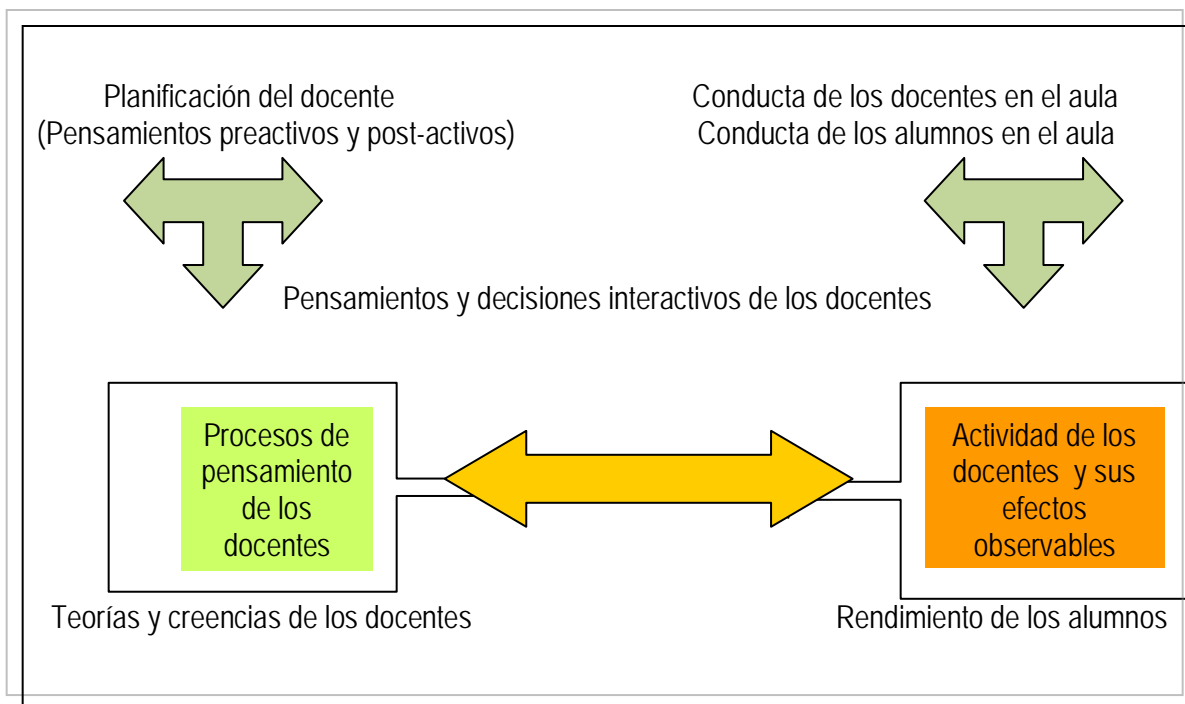 Planificación del docente
(Pensamientos preactivos y post-activos)
Conducta de los docentes en el aula
Conducta de los alumnos en el aula
Pensamientos y decisiones interactivos de los docentes
Procesos de
pensamiento
de los
docentes
Actividad de los
docentes y sus
efectos
observables
Teorías y creencias de los docentes
Rendimiento de los alumnos